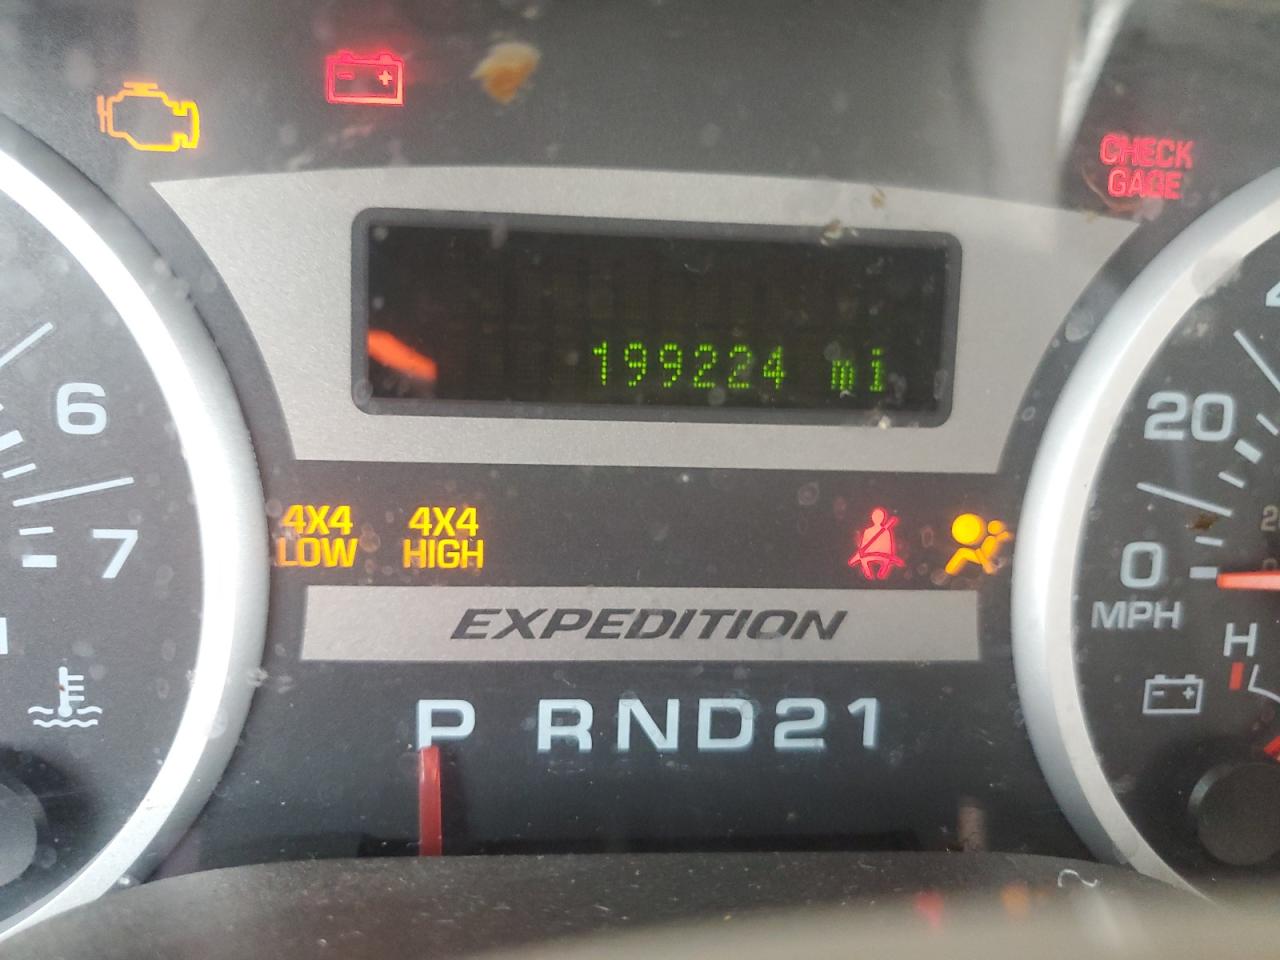 CHECK
GAGE
199224 mi
6
7
4X4
LOW
4X4
HIGH
20
0
MPH
H
EXPEDITION
P RND21